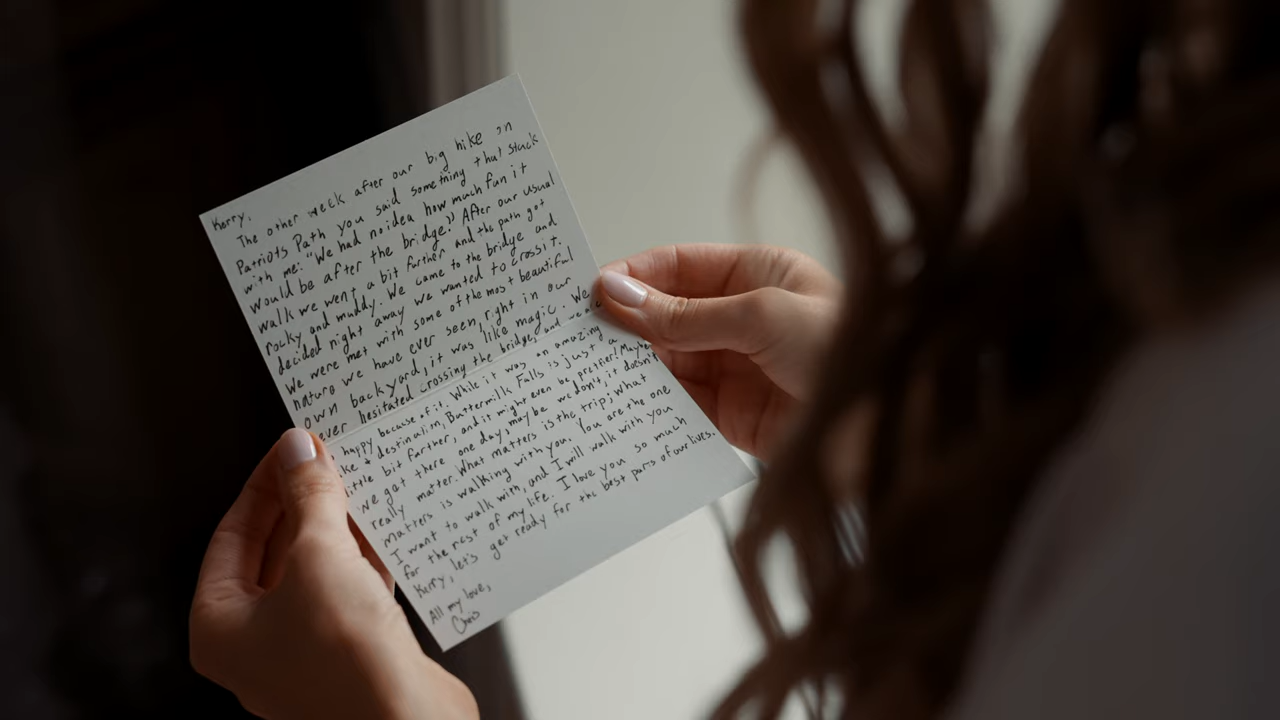 Kerry,
The other week after our big hike on
Patriots Path you said something that stuck
with me: "We had no idea how much fun it
would be after the bridge!" After our usual
walk we went a bit further and the path got
rocky and muddy. We came to the bridge and
decided right away we wanted to cross it.
We were met with some of the most beautiful
nature we have ever seen, right in our
own backyard, it was like magic. We
never hesitated crossing the bridge, and we
happy because of it. While it was an amazing
destination, Buttermilk Falls is just a
little bit further, and it might even be prettier! Maybe
we get there one day, maybe we don't, it doesn't
really matter. What matters is the trip; what
matters is walking with you. You are the one
I want to walk with, and I will walk with you
for the rest of my life. I love you so much
Kerry, let's get ready for the best parts of our lives.
All my love,
Chris